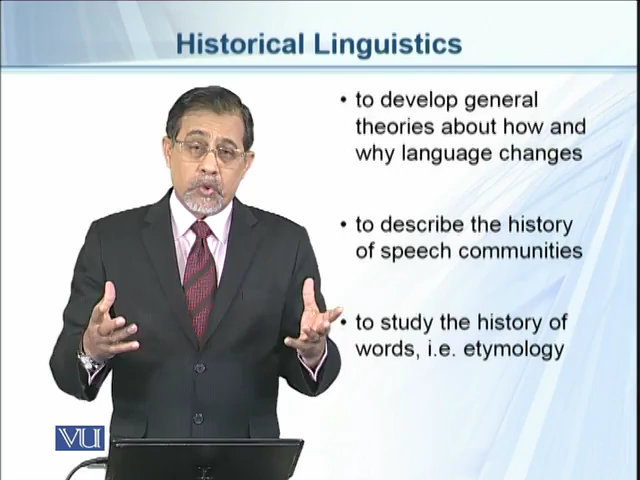 Historical Linguistics
• to develop general
theories about how and
why language changes
• to describe the history
of speech communities
• to study the history of
words, i.e. etymology
VU